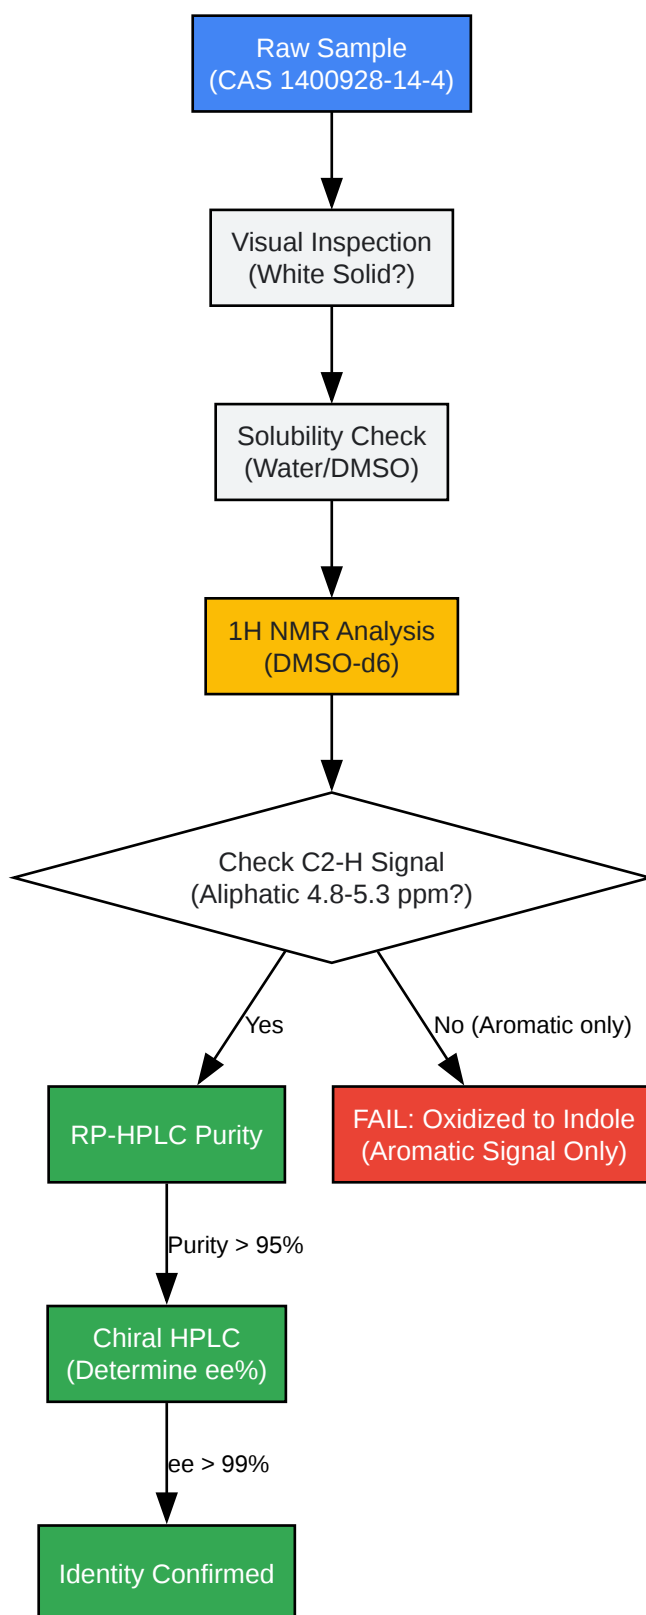 Raw Sample
(CAS 1400928-14-4)
Visual Inspection
(White Solid?)
Solubility Check
(Water/DMSO)
1H NMR Analysis
(DMSO-d6)
Check C2-H Signal
(Aliphatic 4.8-5.3 ppm?)
Yes
No (Aromatic only)
RP-HPLC Purity
FAIL: Oxidized to Indole
(Aromatic Signal Only)
Purity > 95%
Chiral HPLC
(Determine ee%)
ee > 99%
Identity Confirmed